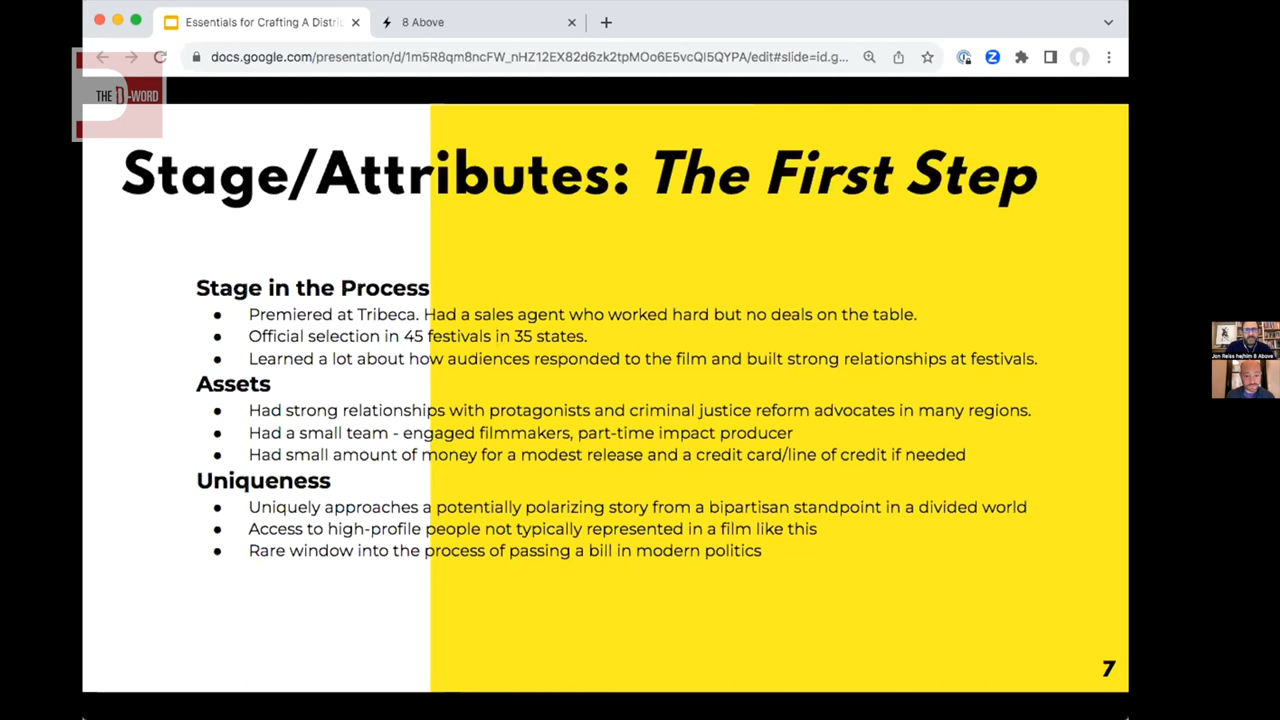 Essentials for Crafting A Distri
8 Above
docs.google.com/presentation/d/1m5R8qm8ncFW_nHZ12EX82d6zk2tpMOo6E5vcQI5QYPA/edit#slide=id.g...
THE D-WORD
Stage/Attributes: The First Step
Stage in the Process
● Premiered at Tribeca. Had a sales agent who worked hard but no deals on the table.
● Official selection in 45 festivals in 35 states.
● Learned a lot about how audiences responded to the film and built strong relationships at festivals.
Assets
● Had strong relationships with protagonists and criminal justice reform advocates in many regions.
● Had a small team - engaged filmmakers, part-time impact producer
● Had small amount of money for a modest release and a credit card/line of credit if needed
Uniqueness
● Uniquely approaches a potentially polarizing story from a bipartisan standpoint in a divided world
● Access to high-profile people not typically represented in a film like this
● Rare window into the process of passing a bill in modern politics
Jon Reiss he/him 8 Above
7